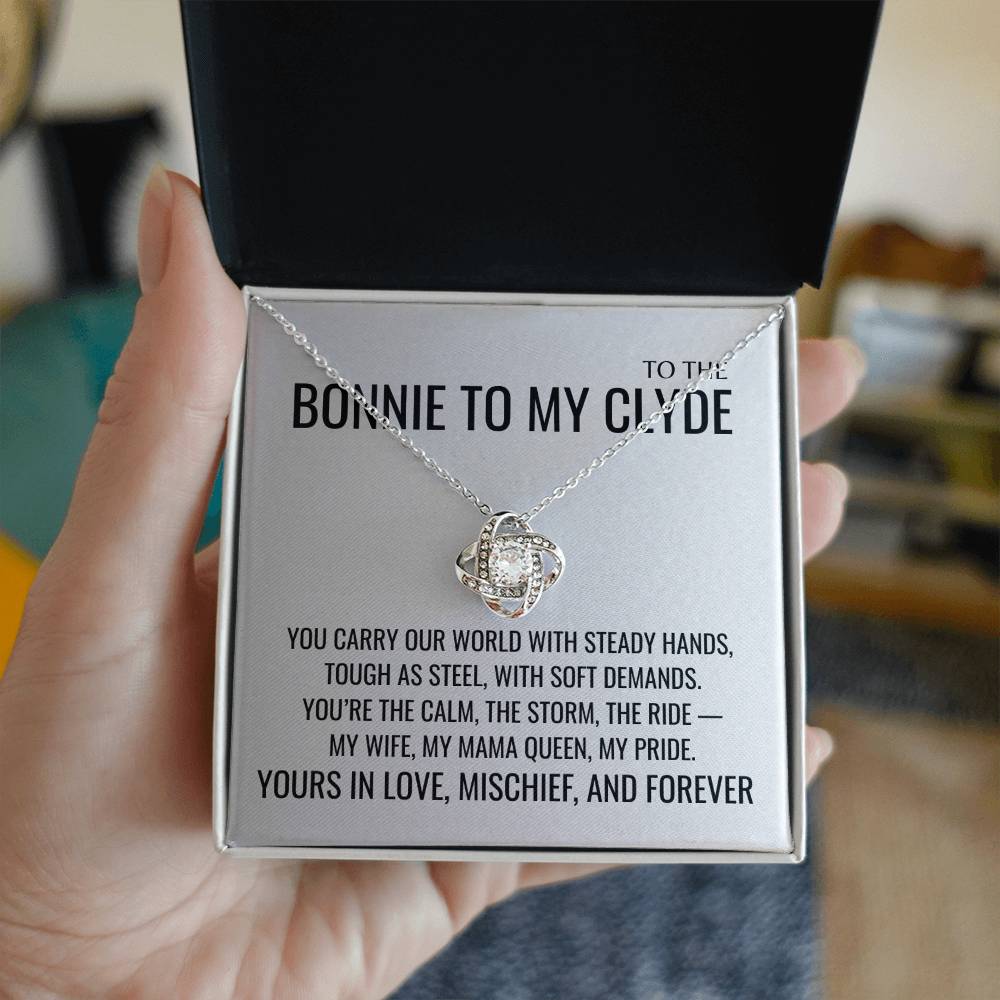 TO THE
BONNIE TO MY CLYDE
YOU CARRY OUR WORLD WITH STEADY HANDS,
TOUGH AS STEEL, WITH SOFT DEMANDS.
YOU’RE THE CALM, THE STORM, THE RIDE —
MY WIFE, MY MAMA QUEEN, MY PRIDE.
YOURS IN LOVE, MISCHIEF, AND FOREVER